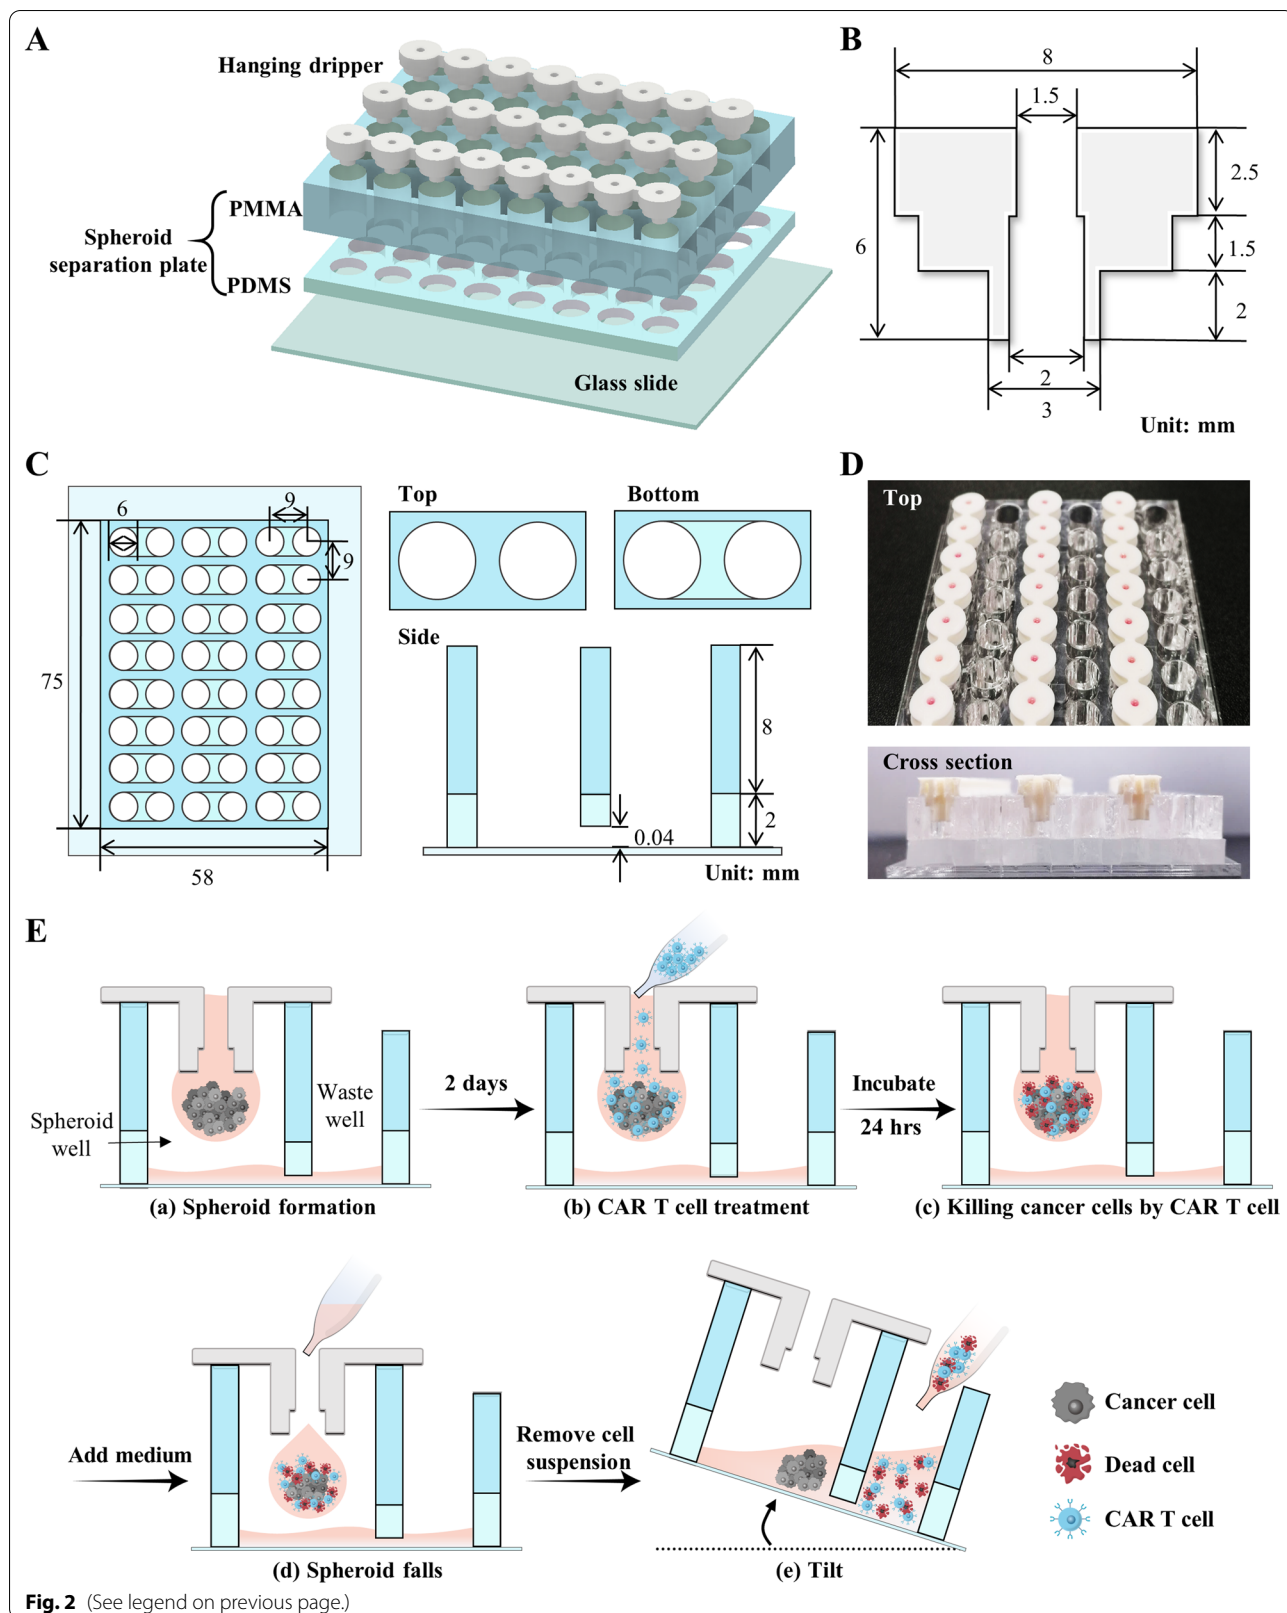 A
Hanging dripper
PMMA
Spheroid
separation plate
PDMS
Glass slide
B
8
1.5
2.5
6
1.5
2
2
3
Unit: mm
C
6
9
9
75
58
Top
Bottom
Side
8
0.04
2
Unit: mm
D
Top
Cross section
E
Spheroid
well
Waste
well
2 days
Incubate
24 hrs
(a) Spheroid formation
(b) CAR T cell treatment
(c) Killing cancer cells by CAR T cell
Add medium
Remove cell
suspension
(d) Spheroid falls
(e) Tilt
Cancer cell
Dead cell
CAR T cell
Fig. 2 (See legend on previous page.)